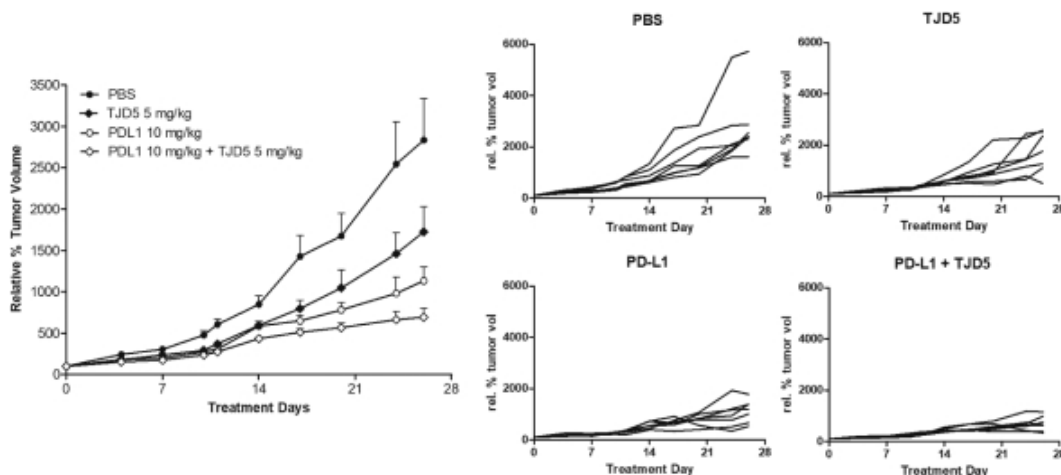 Relative % Tumor Volume
3500
3000
2500
2000
1500
1000
500
0
PBS
TJD5 5 mg/kg
PDL1 10 mg/kg
PDL1 10 mg/kg + TJD5 5 mg/kg
0 7 14 21 28
Treatment Days
PBS
rel. % tumor vol
6000
4000
2000
0
0 7 14 21 28
Treatment Day
TJD5
rel. % tumor vol
6000
4000
2000
0
0 7 14 21 28
Treatment Day
PD-L1
rel. % tumor vol
6000
4000
2000
0
0 7 14 21 28
Treatment Day
PD-L1 + TJD5
rel. % tumor vol
6000
4000
2000
0
0 7 14 21 28
Treatment Day